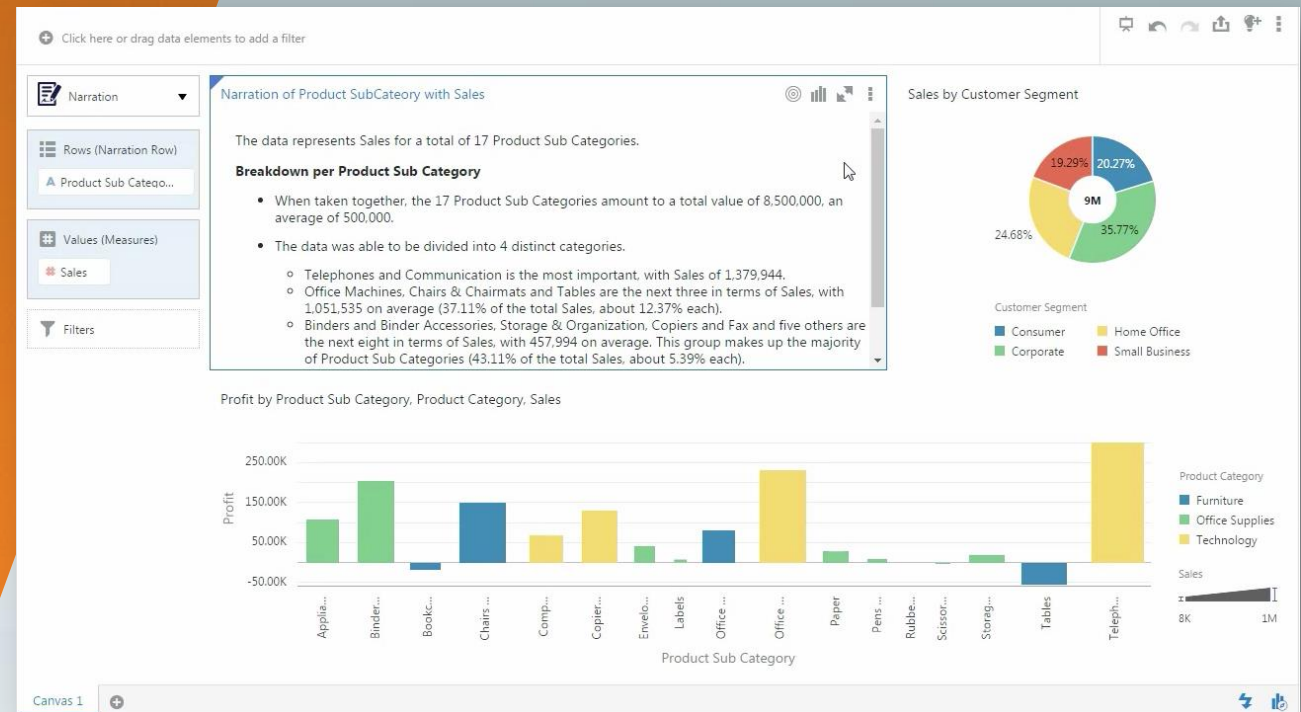 Click here or drag data elements to add a filter
Narration
Rows (Narration Row)
A Product Sub Catego...
Values (Measures)
# Sales
Filters
Narration of Product SubCateory with Sales
The data represents Sales for a total of 17 Product Sub Categories.
Breakdown per Product Sub Category
• When taken together, the 17 Product Sub Categories amount to a total value of 8,500,000, an
average of 500,000.
• The data was able to be divided into 4 distinct categories.
○ Telephones and Communication is the most important, with Sales of 1,379,944.
○ Office Machines, Chairs & Chairmats and Tables are the next three in terms of Sales, with
1,051,535 on average (37.11% of the total Sales, about 12.37% each).
○ Binders and Binder Accessories, Storage & Organization, Copiers and Fax and five others are
the next eight in terms of Sales, with 457,994 on average. This group makes up the majority
of Product Sub Categories (43.11% of the total Sales, about 5.39% each).
Sales by Customer Segment
19.29% 20.27%
9M
24.68% 35.77%
Customer Segment
Consumer Home Office
Corporate Small Business
Profit by Product Sub Category, Product Category, Sales
250.00K
150.00K
50.00K
-50.00K
Profit
Applia...
Binder...
Bookc...
Chairs ...
Comp...
Copier...
Envelo...
Labels
Office ...
Office ...
Paper
Pens ...
Rubbe...
Scissor...
Storag...
Tables
Teleph...
Product Sub Category
Product Category
Furniture
Office Supplies
Technology
Sales
8K 1M
Canvas 1